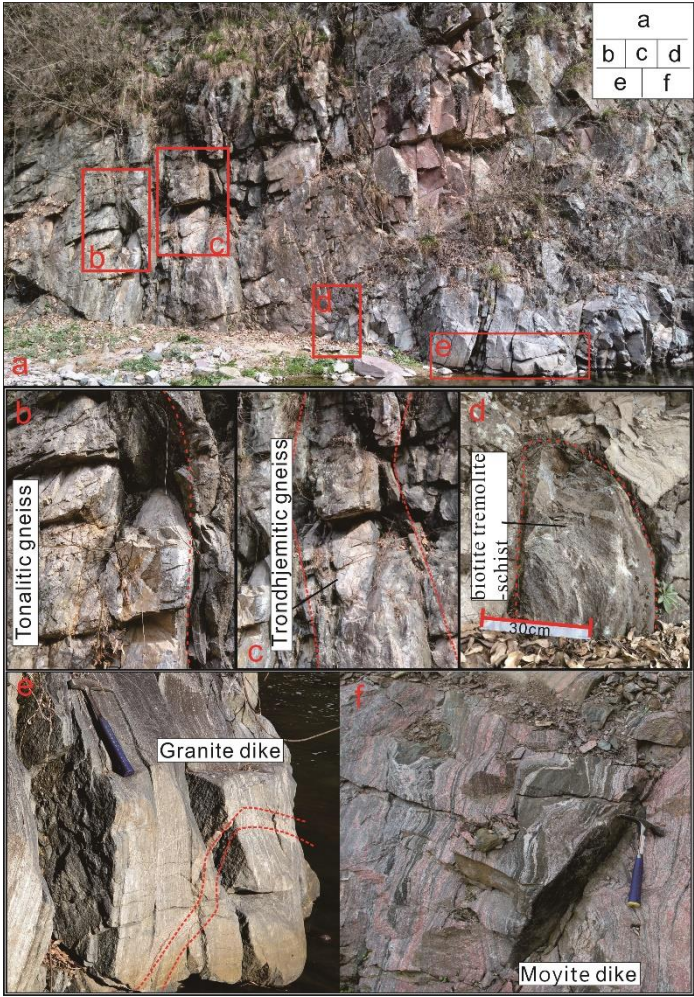 a
b c d
e f
b
c
d
e
a
b
Tonalitic gneiss
c
Trondhjemitic gneiss
d
biotite tremolite
-schist
30cm
e
Granite dike
f
Moyite dike